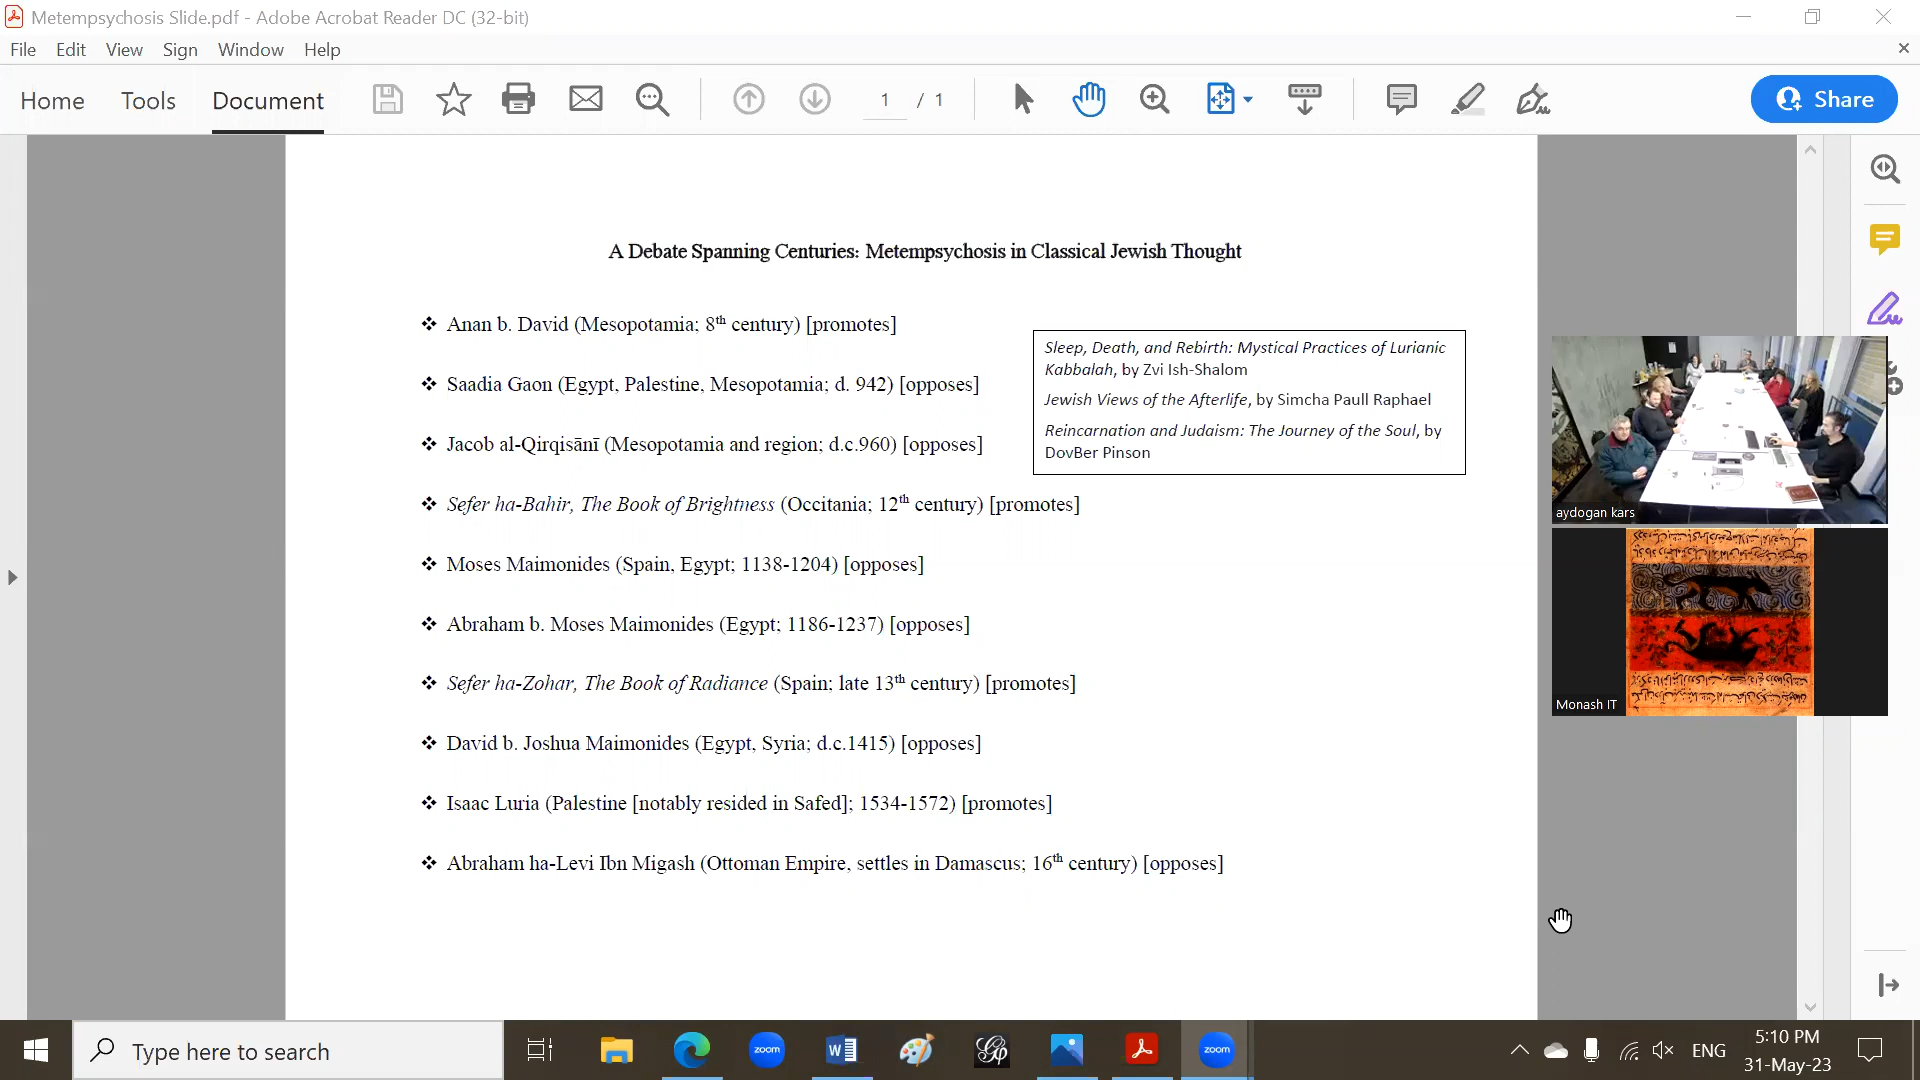 Metempsychosis Slide.pdf - Adobe Acrobat Reader DC (32-bit)
File Edit View Sign Window Help
Home Tools Document 1 / 1 Share
A Debate Spanning Centuries: Metempsychosis in Classical Jewish Thought
❖ Anan b. David (Mesopotamia; 8th century) [promotes]
❖ Saadia Gaon (Egypt, Palestine, Mesopotamia; d. 942) [opposes]
❖ Jacob al-Qirqisānī (Mesopotamia and region; d.c.960) [opposes]
❖ Sefer ha-Bahir, The Book of Brightness (Occitania; 12th century) [promotes]
❖ Moses Maimonides (Spain, Egypt; 1138-1204) [opposes]
❖ Abraham b. Moses Maimonides (Egypt; 1186-1237) [opposes]
❖ Sefer ha-Zohar, The Book of Radiance (Spain; late 13th century) [promotes]
❖ David b. Joshua Maimonides (Egypt, Syria; d.c.1415) [opposes]
❖ Isaac Luria (Palestine [notably resided in Safed]; 1534-1572) [promotes]
❖ Abraham ha-Levi Ibn Migash (Ottoman Empire, settles in Damascus; 16th century) [opposes]
Sleep, Death, and Rebirth: Mystical Practices of Lurianic
Kabbalah, by Zvi Ish-Shalom
Jewish Views of the Afterlife, by Simcha Paull Raphael
Reincarnation and Judaism: The Journey of the Soul, by
DovBer Pinson
aydogan kars
Monash IT
Type here to search
zoom
zoom
ENG
5:10 PM
31-May-23